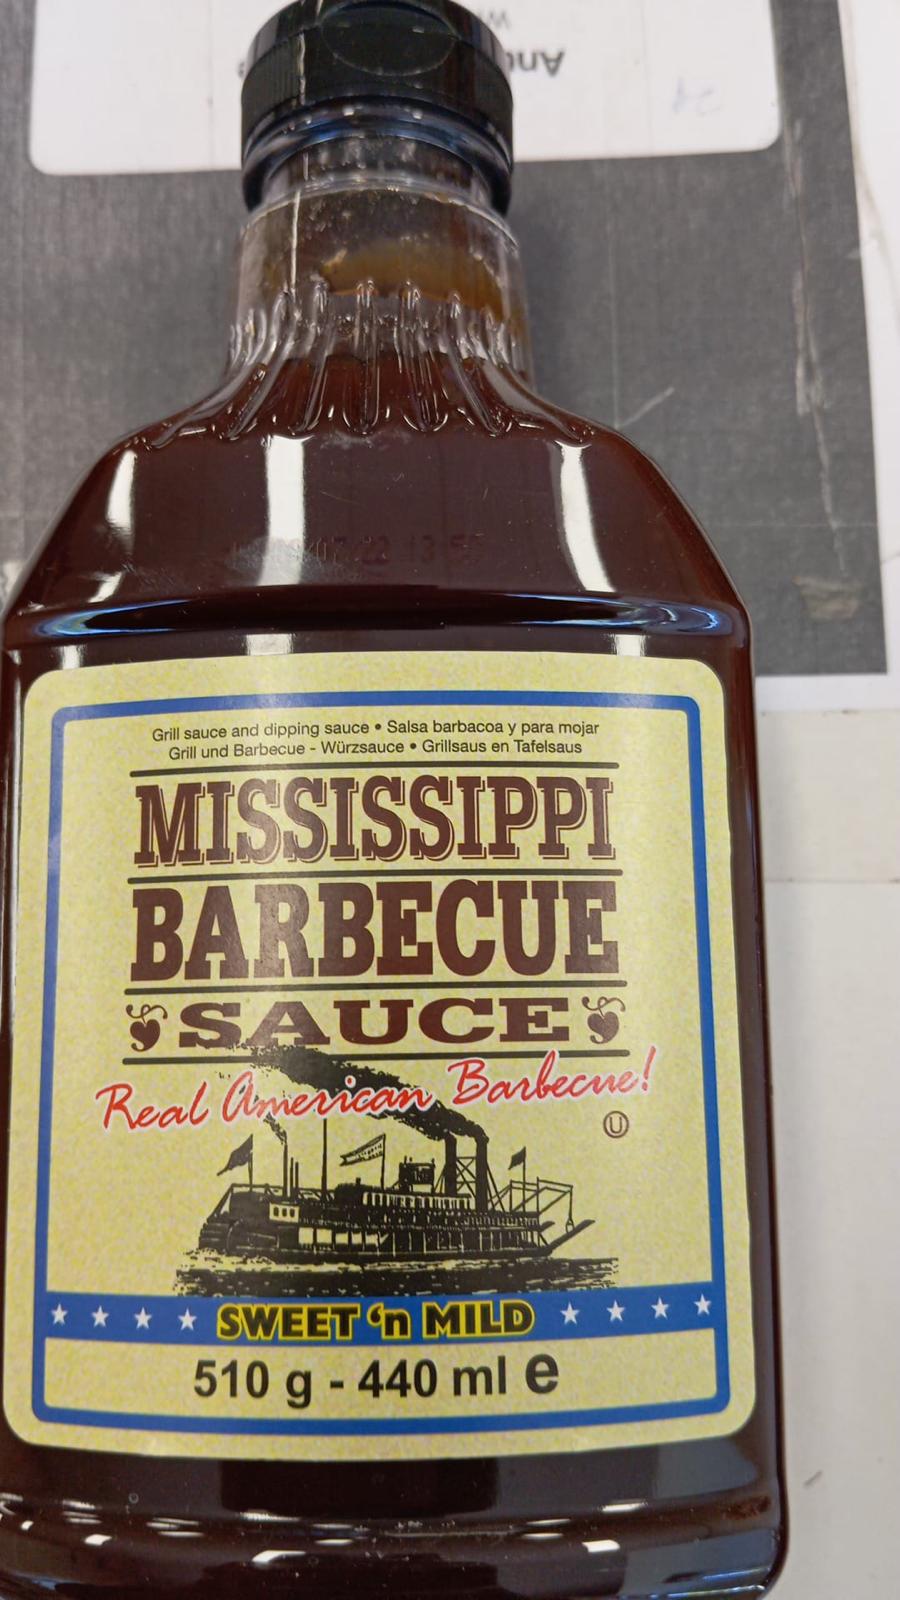 Grill sauce and dipping sauce • Salsa barbacoa y para mojar
Grill und Barbecue - Würzsauce • Grillsaus en Tafelsaus
MISSISSIPPI
BARBECUE
SAUCE
Real American Barbecue!
U
SWEET 'n MILD
510 g - 440 ml e